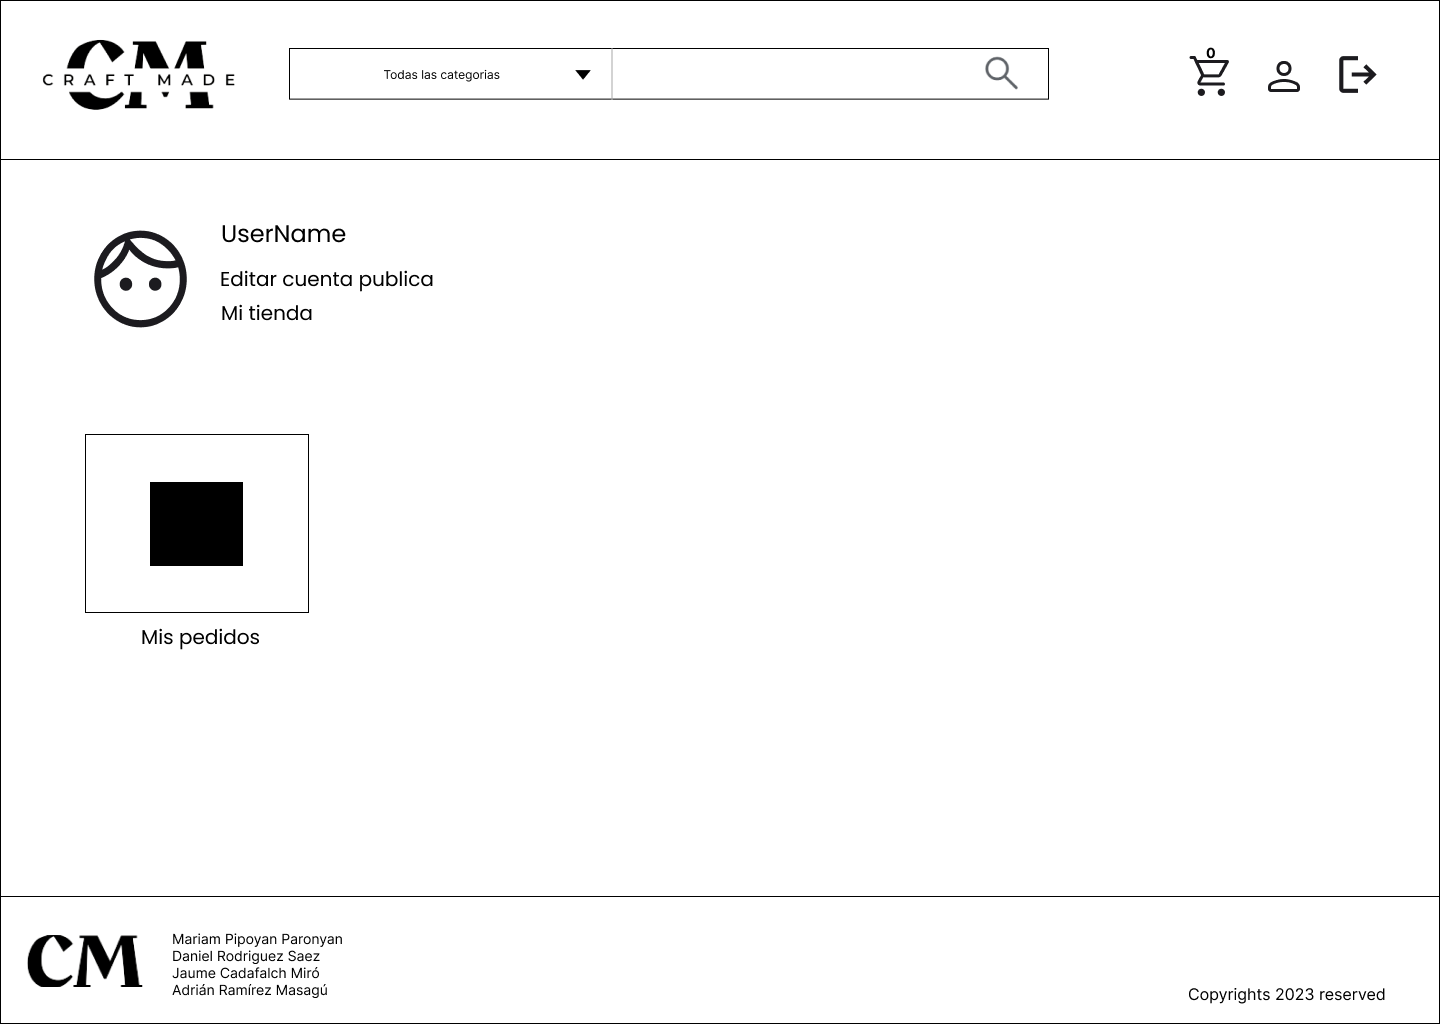 CM
CRAFT MADE
Todas las categorias
0
UserName
Editar cuenta publica
Mi tienda
Mis pedidos
CM
Mariam Pipoyan Paronyan
Daniel Rodriguez Saez
Jaume Cadafalch Miró
Adrián Ramírez Masagú
Copyrights 2023 reserved